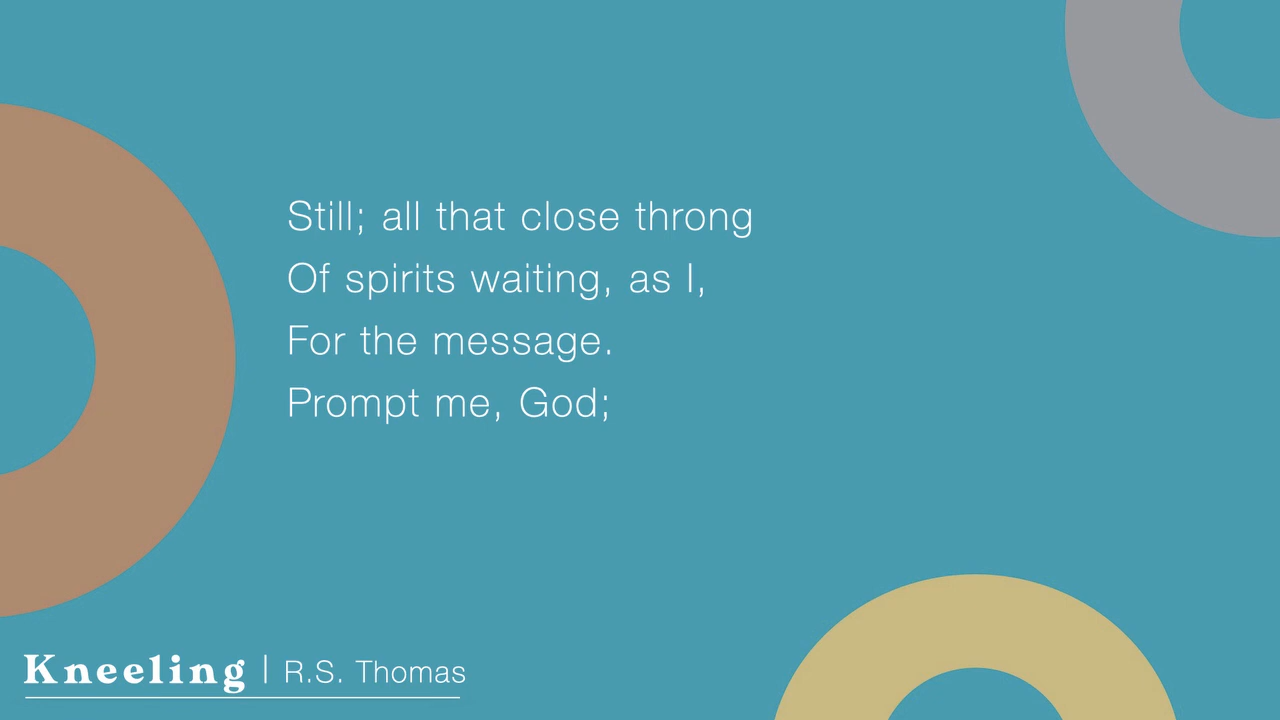 Still; all that close throng
Of spirits waiting, as I,
For the message.
Prompt me, God;
Kneeling | R.S. Thomas